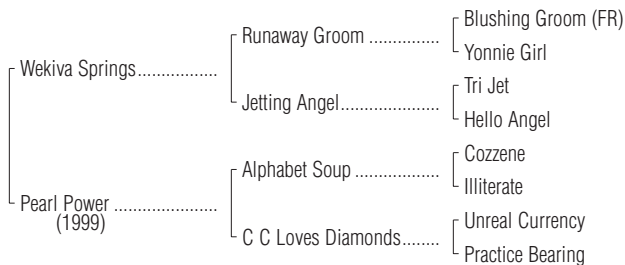 Blushing Groom (FR)
Runaway Groom ..............
Yonnie Girl
Wekiva Springs................
Tri Jet
Jetting Angel....................
Hello Angel
Cozzene
Alphabet Soup .................
Illiterate
Pearl Power .....................
(1999)
Unreal Currency
C C Loves Diamonds........
Practice Bearing